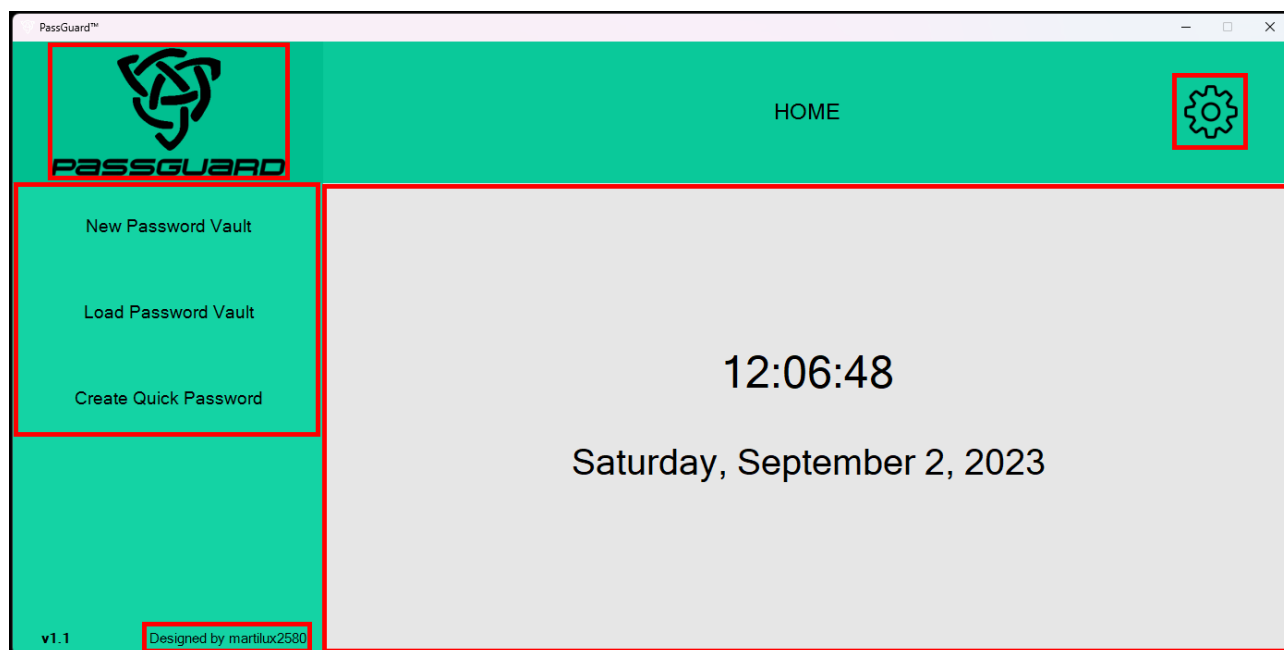 PassGuard™
PASSGUARD
HOME
New Password Vault
Load Password Vault
Create Quick Password
12:06:48
Saturday, September 2, 2023
v1.1
Designed by martilux2580